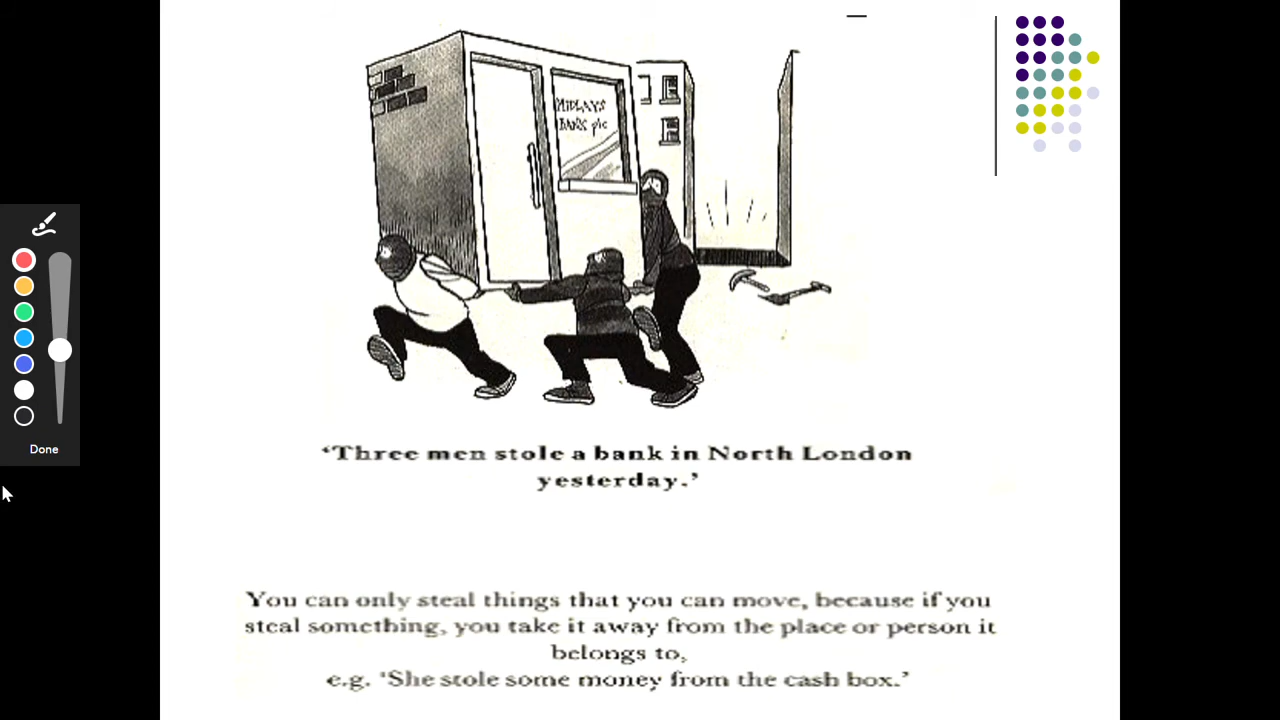 MIDLAYS
BANK plc
‘Three men stole a bank in North London
yesterday.’
You can only steal things that you can move, because if you
steal something, you take it away from the place or person it
belongs to,
e.g. ‘She stole some money from the cash box.’
Done